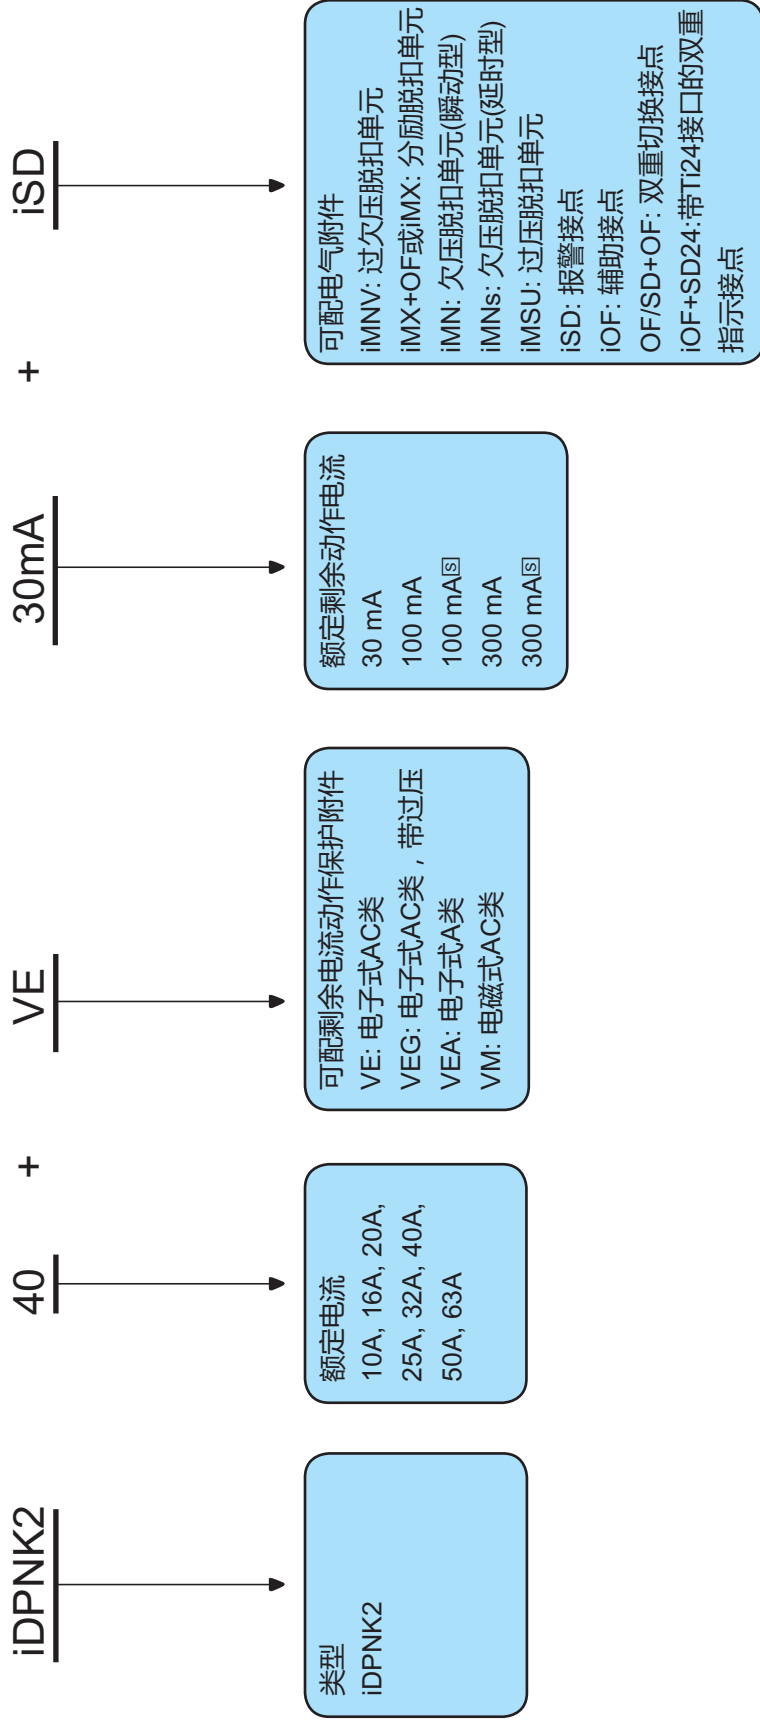 iDPNK2
40
+
VE
30mA
+
iSD
类型
iDPNK2
额定电流
10A, 16A, 20A,
25A, 32A, 40A,
50A, 63A
可配剩余电流动作保护附件
VE: 电子式AC类
VEG: 电子式AC类，带过压
VEA: 电子式A类
VM: 电磁式AC类
额定剩余动作电流
30 mA
100 mA
100 mA🅂
300 mA
300 mA🅂
可配电气附件
iMNV: 过欠压脱扣单元
iMX+OF或iMX: 分励脱扣单元
iMN: 欠压脱扣单元(瞬动型)
iMNs: 欠压脱扣单元(延时型)
iMSU: 过压脱扣单元
iSD: 报警接点
iOF: 辅助接点
OF/SD+OF: 双重切换接点
iOF+SD24:带Ti24接口的双重
指示接点